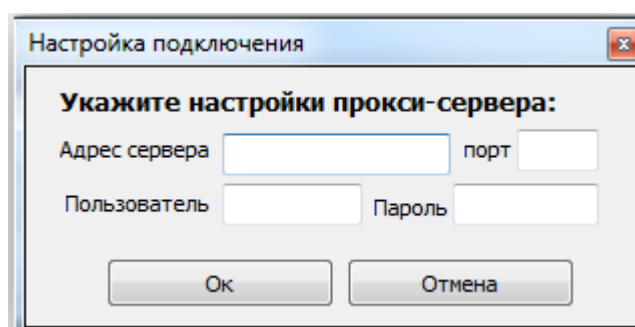 Настройка подключения
Укажите настройки прокси-сервера:
Адрес сервера порт
Пользователь Пароль
Ок Отмена